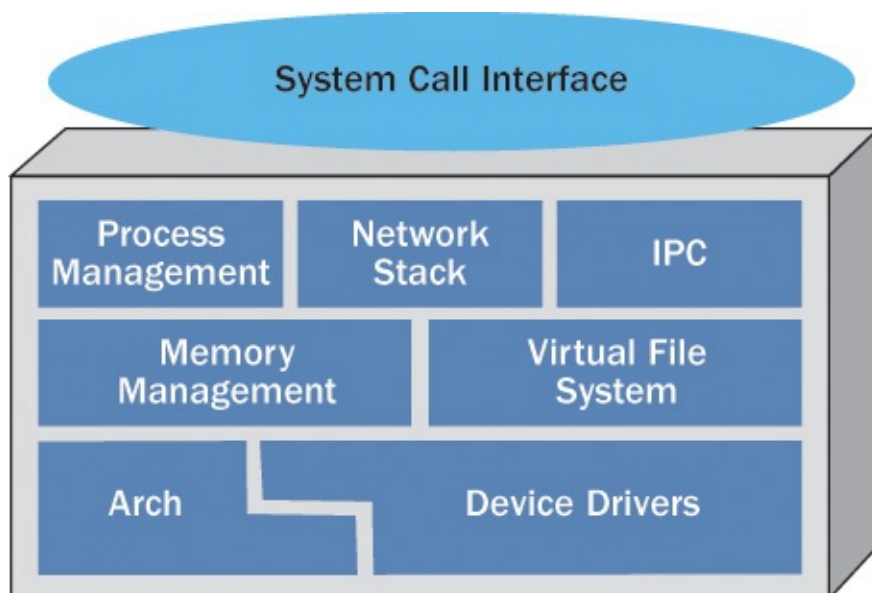 System Call Interface
Process
Management
Network
Stack
IPC
Memory
Management
Virtual File
System
Arch
Device Drivers